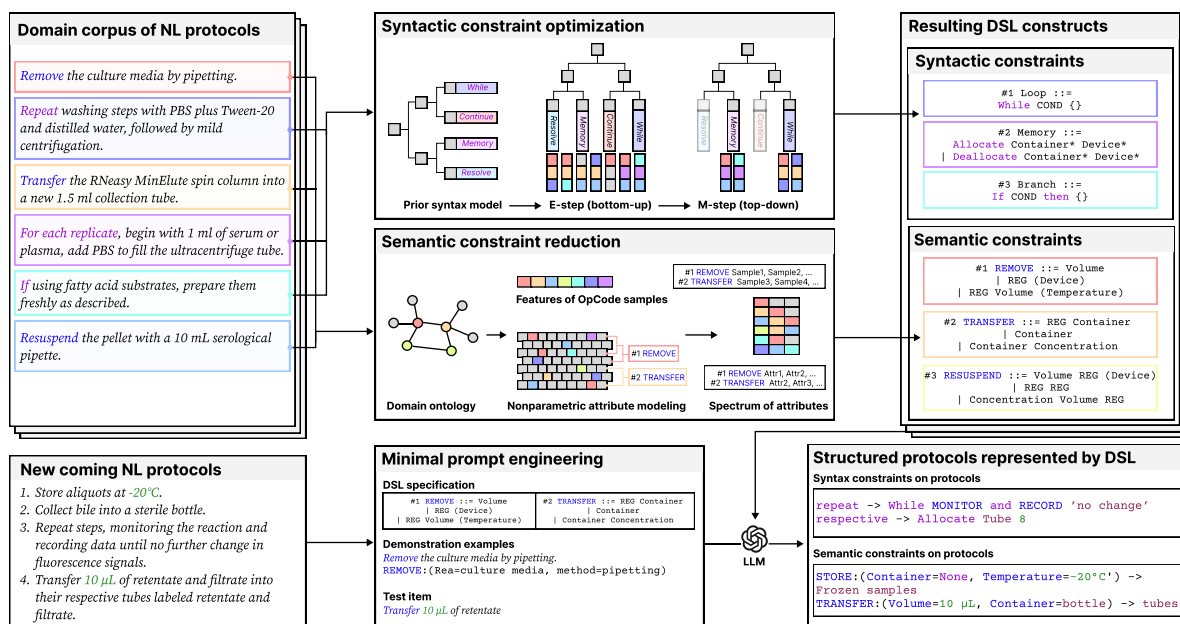 Domain corpus of NL protocols
Remove the culture media by pipetting.
Repeat washing steps with PBS plus Tween-20
and distilled water, followed by mild
centrifugation.
Transfer the RNeasy MinElute spin column into
a new 1.5 ml collection tube.
For each replicate, begin with 1 ml of serum or
plasma, add PBS to fill the ultracentrifuge tube.
If using fatty acid substrates, prepare them
freshly as described.
Resuspend the pellet with a 10 mL serological
pipette.
Syntactic constraint optimization
While
Continue
Memory
Resolve
Resolve
Memory
Continue
While
Resolve
Memory
Continue
While
Prior syntax model
E-step (bottom-up)
M-step (top-down)
Semantic constraint reduction
Features of OpCode samples
#1 REMOVE
#2 TRANSFER
#1 REMOVE Sample1, Sample2, ...
#2 TRANSFER Sample3, Sample4, ...
#1 REMOVE Attr1, Attr2, ...
#2 TRANSFER Attr2, Attr3, ...
Domain ontology
Nonparametric attribute modeling
Spectrum of attributes
Resulting DSL constructs
Syntactic constraints
#1 Loop ::=
While COND {}
#2 Memory ::=
Allocate Container* Device*
| Deallocate Container* Device*
#3 Branch ::=
If COND then {}
Semantic constraints
#1 REMOVE ::= Volume
| REG (Device)
| REG Volume (Temperature)
#2 TRANSFER ::= REG Container
| Container
| Container Concentration
#3 RESUSPEND ::= Volume REG (Device)
| REG REG
| Concentration Volume REG
New coming NL protocols
1. Store aliquots at -20°C.
2. Collect bile into a sterile bottle.
3. Repeat steps, monitoring the reaction and
recording data until no further change in
fluorescence signals.
4. Transfer 10 µL of retentate and filtrate into
their respective tubes labeled retentate and
filtrate.
Minimal prompt engineering
DSL specification
#1 REMOVE ::= Volume
| REG (Device)
| REG Volume (Temperature)
#2 TRANSFER ::= REG Container
| Container
| Container Concentration
Demonstration examples
Remove the culture media by pipetting.
REMOVE:(Rea=culture media, method=pipetting)
Test item
Transfer 10 µL of retentate
LLM
Structured protocols represented by DSL
Syntax constraints on protocols
repeat -> While MONITOR and RECORD 'no change'
respective -> Allocate Tube 8
Semantic constraints on protocols
STORE:(Container=None, Temperature=-20°C') ->
Frozen samples
TRANSFER:(Volume=10 µL, Container=bottle) -> tubes